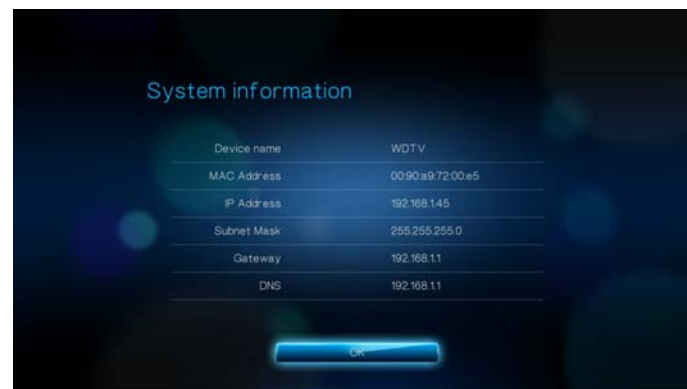 System information
Device name WDTV
MAC Address 00:90:a9:72:00:e5
IP Address 192.168.1.45
Subnet Mask 255.255.255.0
Gateway 192.168.1.1
DNS 192.168.1.1
OK